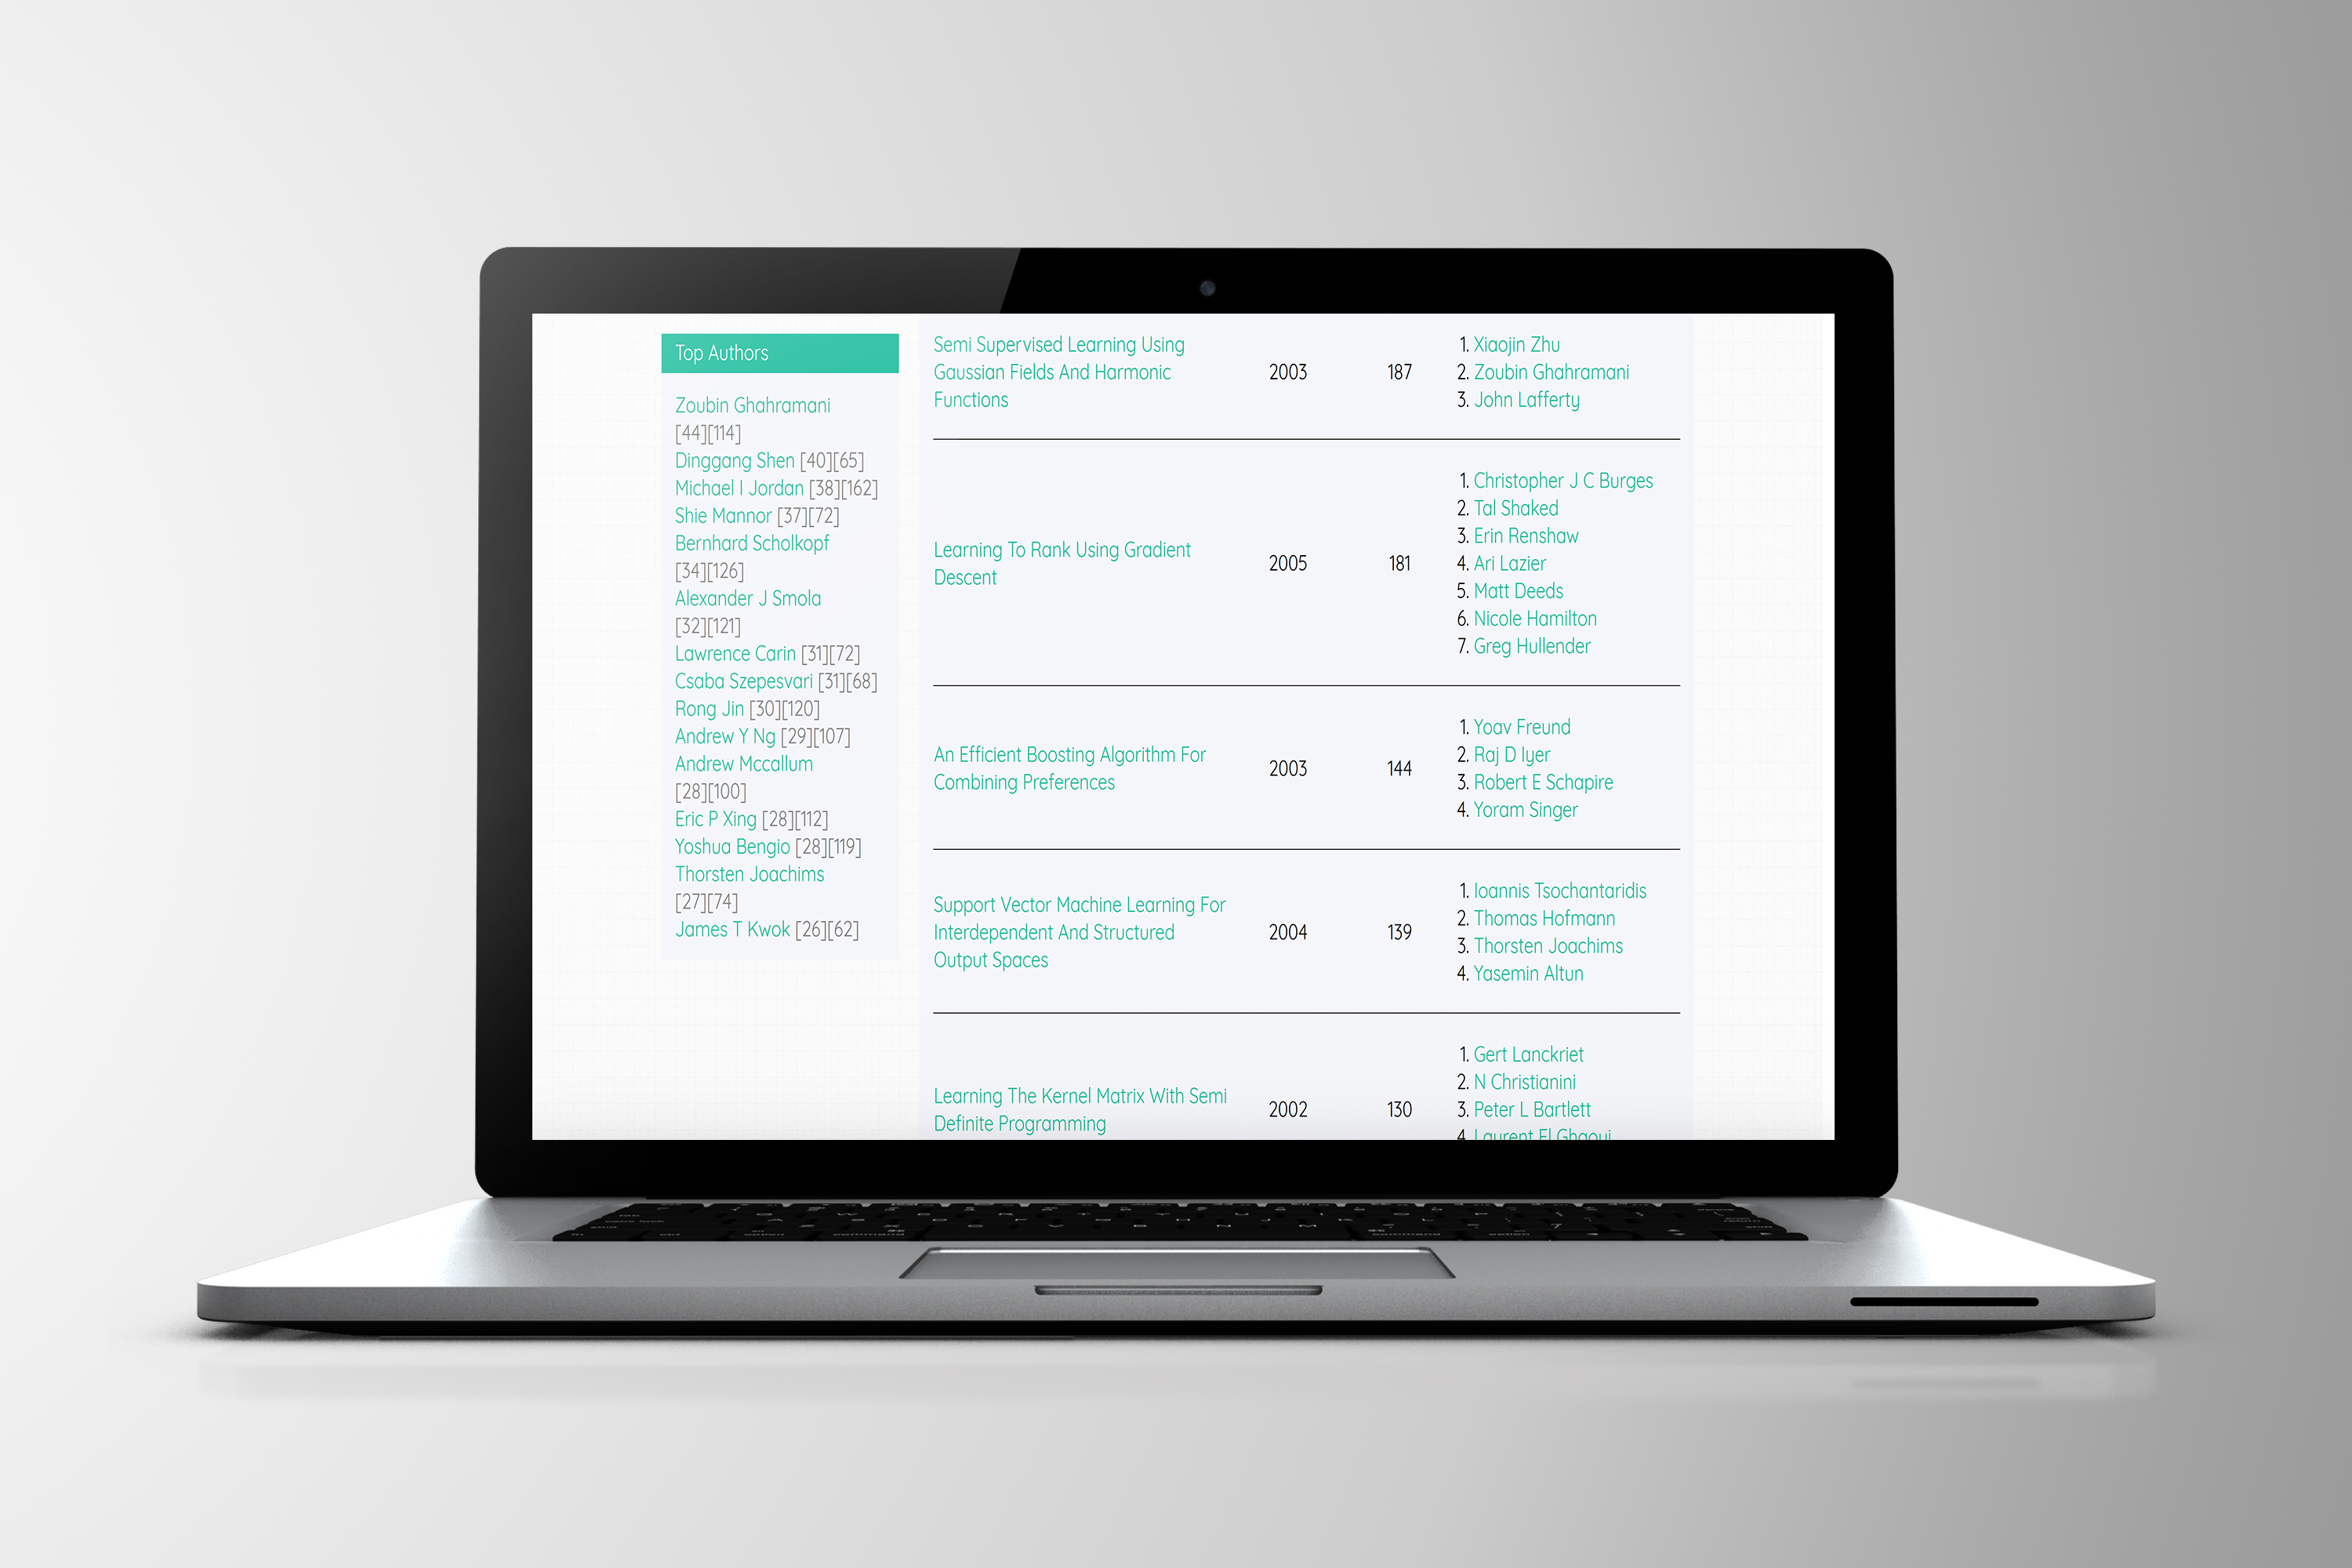 Top Authors
Zoubin Ghahramani
[44][114]
Dinggang Shen [40][65]
Michael I Jordan [38][162]
Shie Mannor [37][72]
Bernhard Scholkopf
[34][126]
Alexander J Smola
[32][121]
Lawrence Carin [31][72]
Csaba Szepesvari [31][68]
Rong Jin [30][120]
Andrew Y Ng [29][107]
Andrew Mccallum
[28][100]
Eric P Xing [28][112]
Yoshua Bengio [28][119]
Thorsten Joachims
[27][74]
James T Kwok [26][62]
Semi Supervised Learning Using
Gaussian Fields And Harmonic
Functions
2003
187
1. Xiaojin Zhu
2. Zoubin Ghahramani
3. John Lafferty
Learning To Rank Using Gradient
Descent
2005
181
1. Christopher J C Burges
2. Tal Shaked
3. Erin Renshaw
4. Ari Lazier
5. Matt Deeds
6. Nicole Hamilton
7. Greg Hullender
An Efficient Boosting Algorithm For
Combining Preferences
2003
144
1. Yoav Freund
2. Raj D Iyer
3. Robert E Schapire
4. Yoram Singer
Support Vector Machine Learning For
Interdependent And Structured
Output Spaces
2004
139
1. Ioannis Tsochantaridis
2. Thomas Hofmann
3. Thorsten Joachims
4. Yasemin Altun
Learning The Kernel Matrix With Semi
Definite Programming
2002
130
1. Gert Lanckriet
2. N Christianini
3. Peter L Bartlett
4. Laurent El Ghaoui